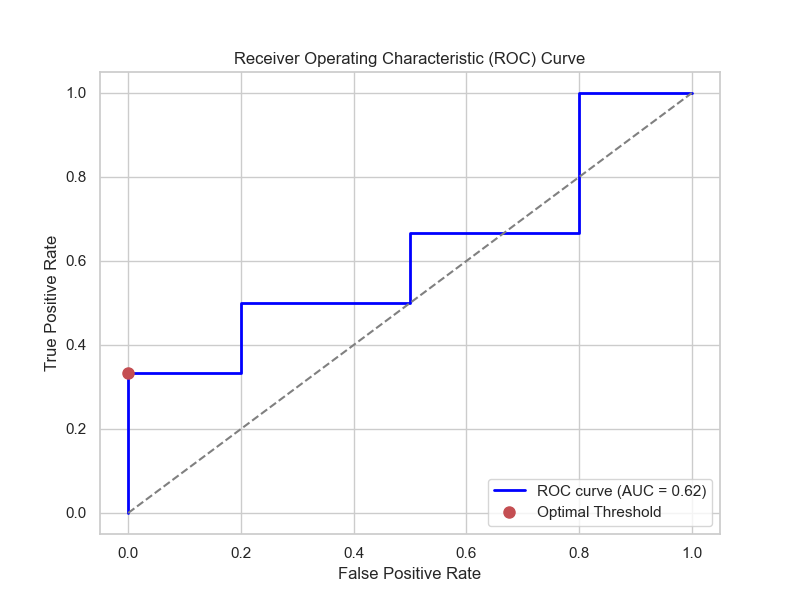 Receiver Operating Characteristic (ROC) Curve
True Positive Rate
1.0
0.8
0.6
0.4
0.2
0.0
0.0 0.2 0.4 0.6 0.8 1.0
False Positive Rate
ROC curve (AUC = 0.62)
Optimal Threshold